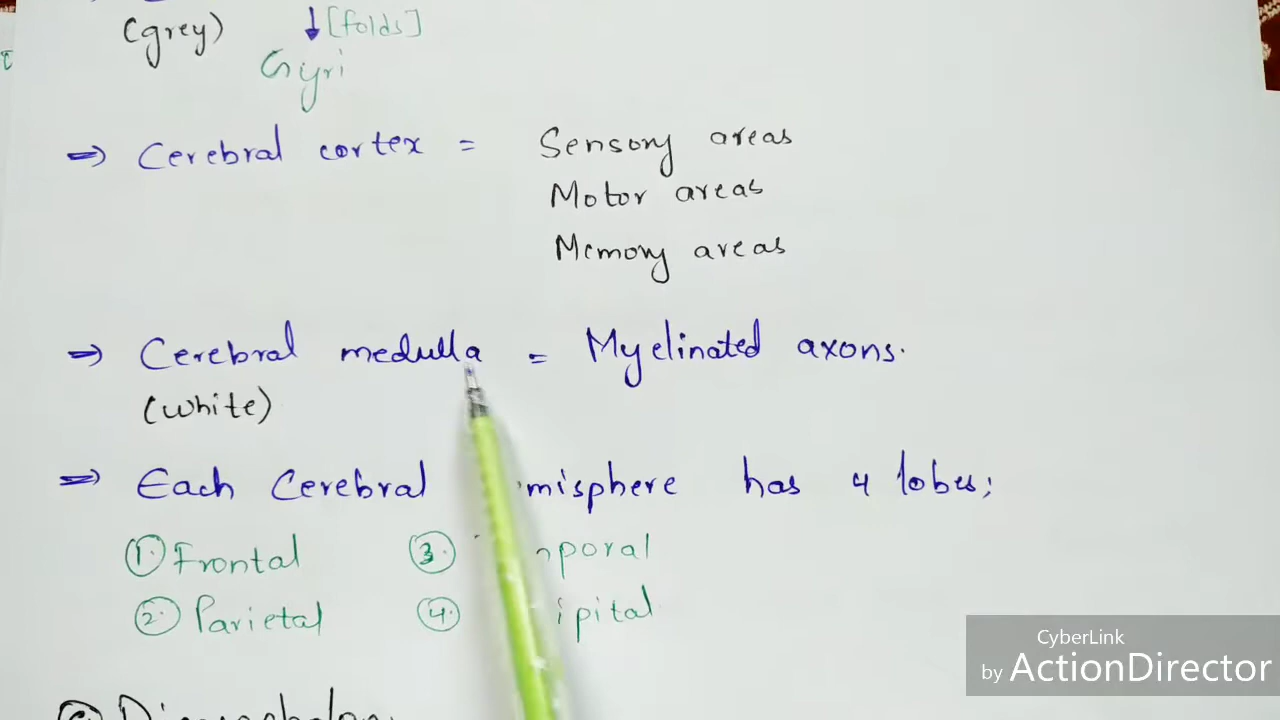 (grey) ↓ [folds]
Gyri
⇒ Cerebral cortex = Sensory areas
Motor areas
Memory areas
⇒ Cerebral medulla = Myelinated axons.
(white)
⇒ Each Cerebral misphere has 4 lobes;
① Frontal ③ poral
② Parietal ④ ipital
CyberLink
by ActionDirector